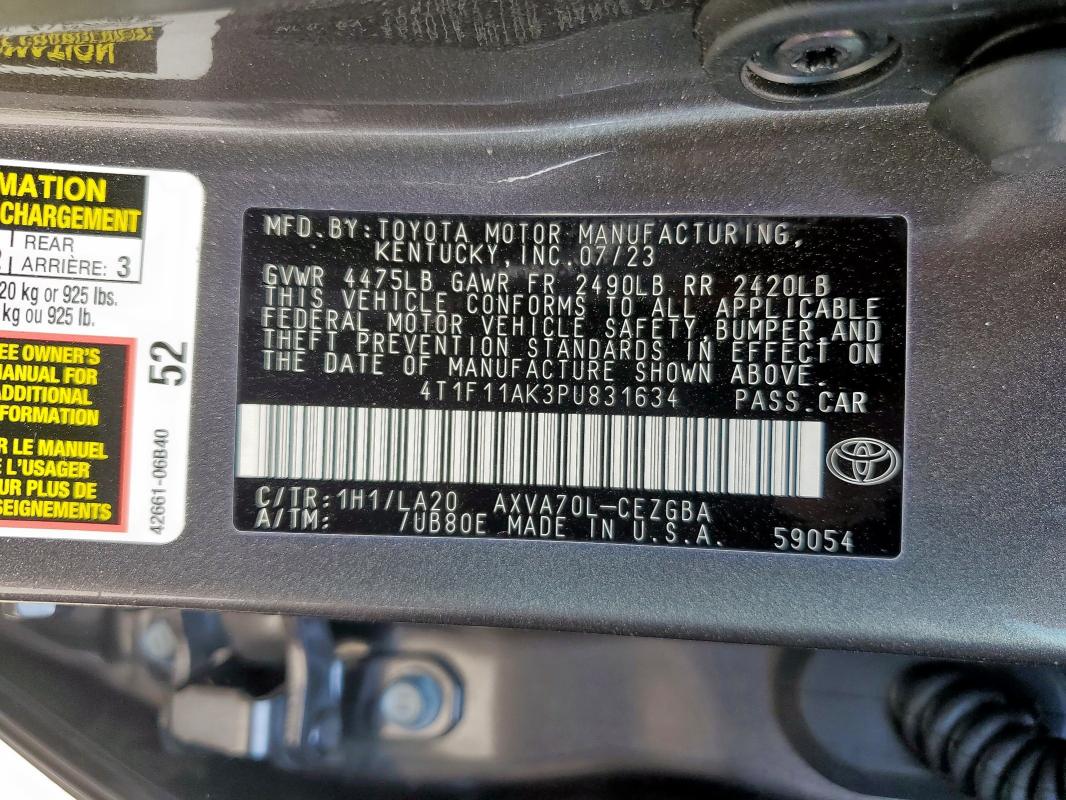 MATION
CHARGEMENT
REAR
ARRIÈRE: 3
20 kg or 925 lbs.
kg ou 925 lb.
EE OWNER'S
MANUAL FOR
ADDITIONAL
FORMATION
R LE MANUEL
L'USAGER
UR PLUS DE
SEIGNEMENTS
52
42661-06B40
MFD.BY:TOYOTA MOTOR MANUFACTURING,
KENTUCKY,INC.07/23
GVWR 4475LB GAWR FR 2490LB RR 2420LB
THIS VEHICLE CONFORMS TO ALL APPLICABLE
FEDERAL MOTOR VEHICLE SAFETY,BUMPER,AND
THEFT PREVENTION STANDARDS IN EFFECT ON
THE DATE OF MANUFACTURE SHOWN ABOVE.
4T1F11AK3PU831634 PASS.CAR
C/TR:1H1/LA20 AXVA70L-CEZGBA
A/TM: /UB80E MADE IN U.S.A. 59054